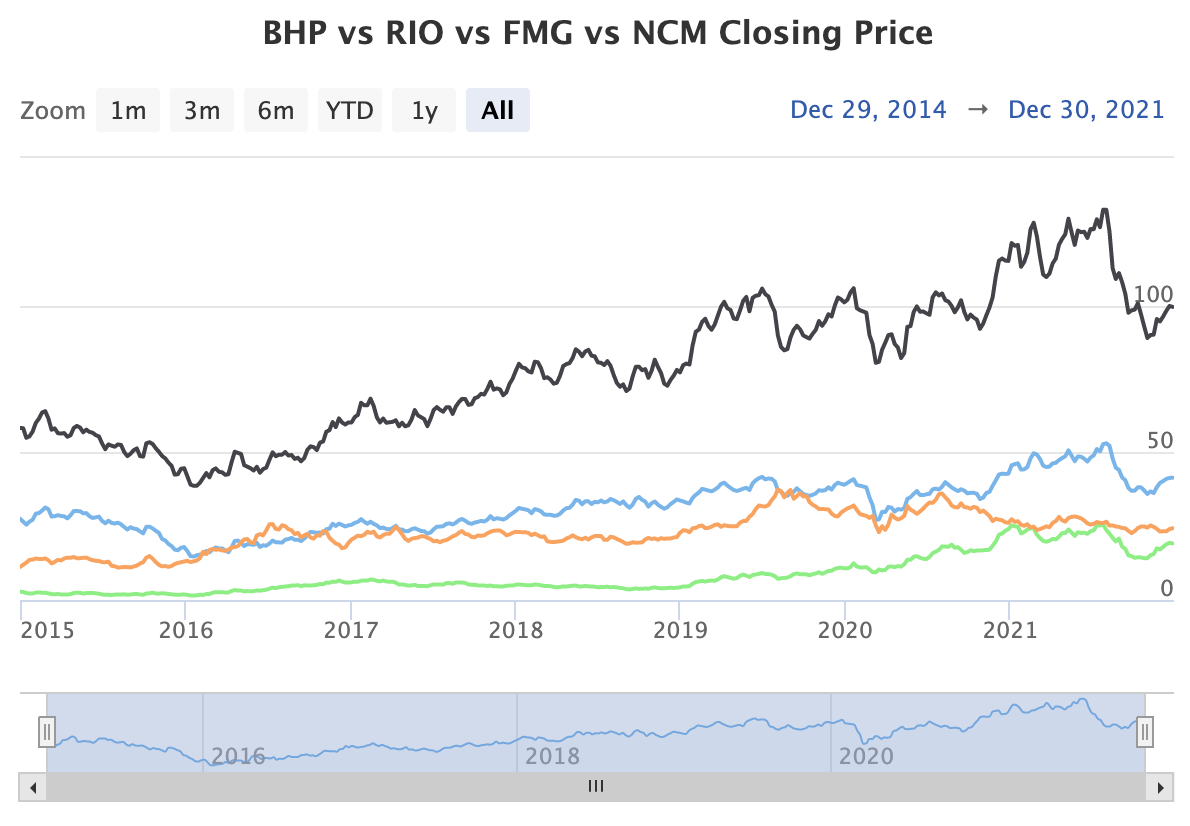 BHP vs RIO vs FMG vs NCM Closing Price
Zoom 1m 3m 6m YTD 1y All Dec 29, 2014 → Dec 30, 2021
100
50
0
2015 2016 2017 2018 2019 2020 2021
2016 2018 2020